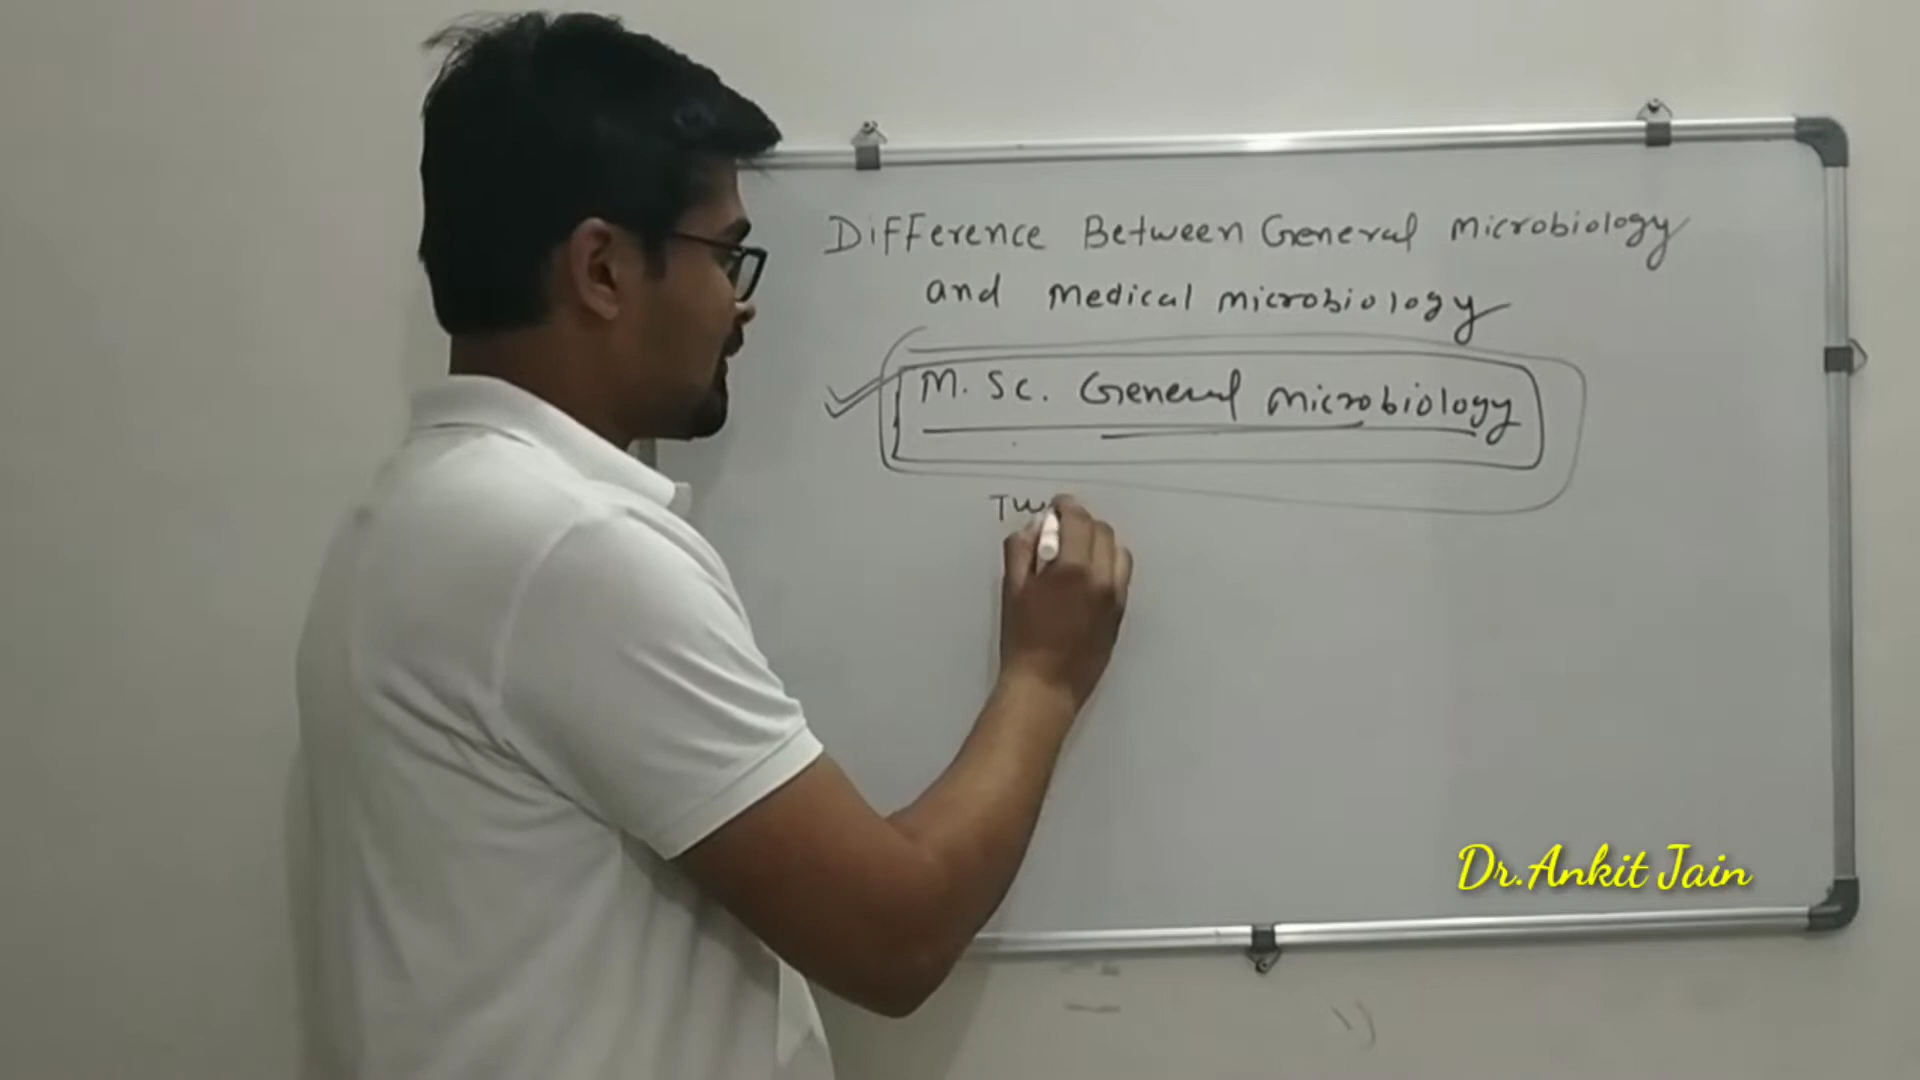 Difference Between General Microbiology
and Medical Microbiology
M. Sc. General Microbiology
Tw
Dr.Ankit Jain